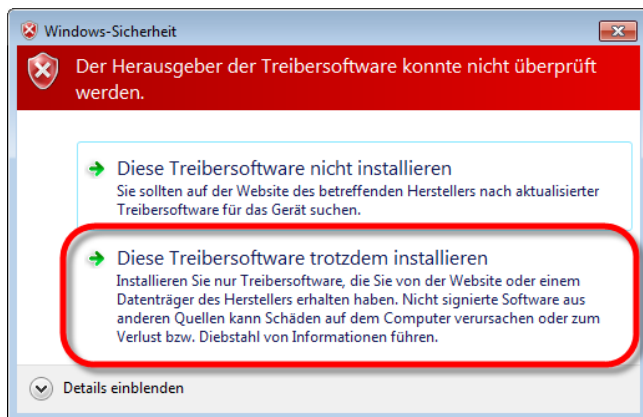 Windows-Sicherheit
Der Herausgeber der Treibersoftware konnte nicht überprüft
werden.
Diese Treibersoftware nicht installieren
Sie sollten auf der Website des betreffenden Herstellers nach aktualisierter
Treibersoftware für das Gerät suchen.
Diese Treibersoftware trotzdem installieren
Installieren Sie nur Treibersoftware, die Sie von der Website oder einem
Datenträger des Herstellers erhalten haben. Nicht signierte Software aus
anderen Quellen kann Schäden auf dem Computer verursachen oder zum
Verlust bzw. Diebstahl von Informationen führen.
Details einblenden